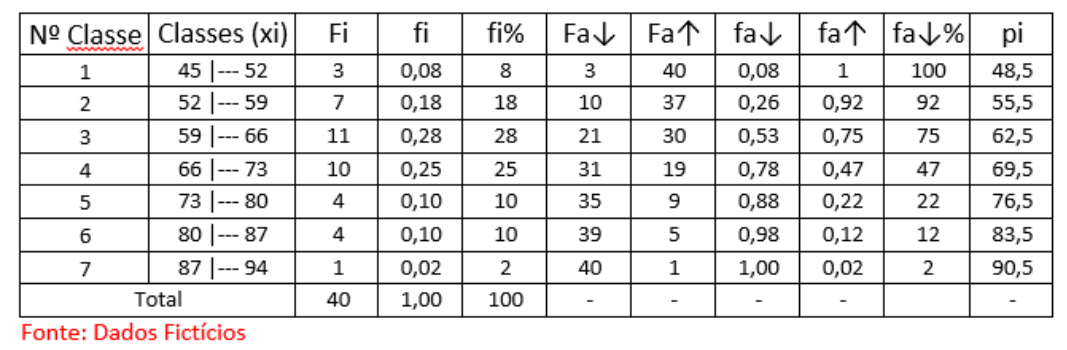 Nº Classe Classes (xi) Fi fi fi% Fa↓ Fa↑ fa↓ fa↑ fa↓% pi
1 45 |--- 52 3 0,08 8 3 40 0,08 1 100 48,5
2 52 |--- 59 7 0,18 18 10 37 0,26 0,92 92 55,5
3 59 |--- 66 11 0,28 28 21 30 0,53 0,75 75 62,5
4 66 |--- 73 10 0,25 25 31 19 0,78 0,47 47 69,5
5 73 |--- 80 4 0,10 10 35 9 0,88 0,22 22 76,5
6 80 |--- 87 4 0,10 10 39 5 0,98 0,12 12 83,5
7 87 |--- 94 1 0,02 2 40 1 1,00 0,02 2 90,5
Total 40 1,00 100 - - - - -
Fonte: Dados Fictícios